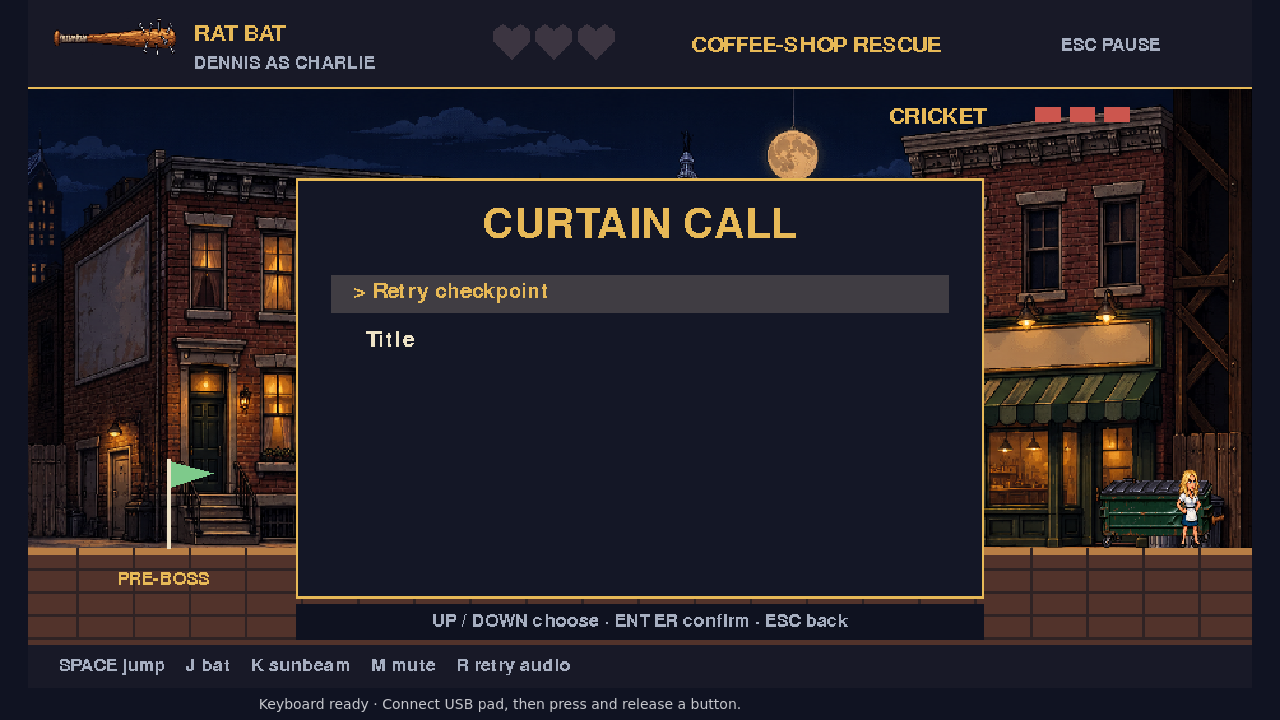 RAT BAT
DENNIS AS CHARLIE
COFFEE-SHOP RESCUE
ESC PAUSE
CRICKET
CURTAIN CALL
> Retry checkpoint
Title
PRE-BOSS
UP / DOWN choose · ENTER confirm · ESC back
SPACE jump J bat K sunbeam M mute R retry audio
Keyboard ready · Connect USB pad, then press and release a button.